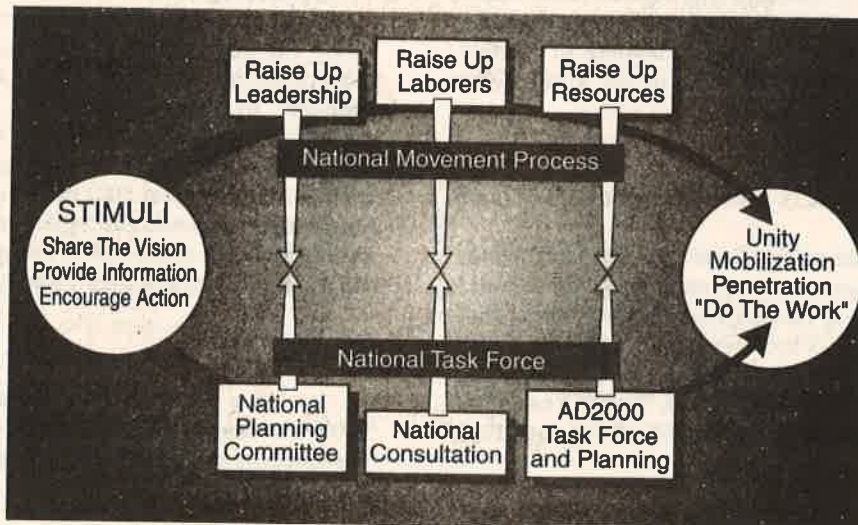 Raise Up
Leadership
Raise Up
Laborers
Raise Up
Resources
National Movement Process
STIMULI
Share The Vision
Provide Information
Encourage Action
Unity
Mobilization
Penetration
"Do The Work"
National Task Force
National
Planning
Committee
National
Consultation
AD2000
Task Force
and Planning